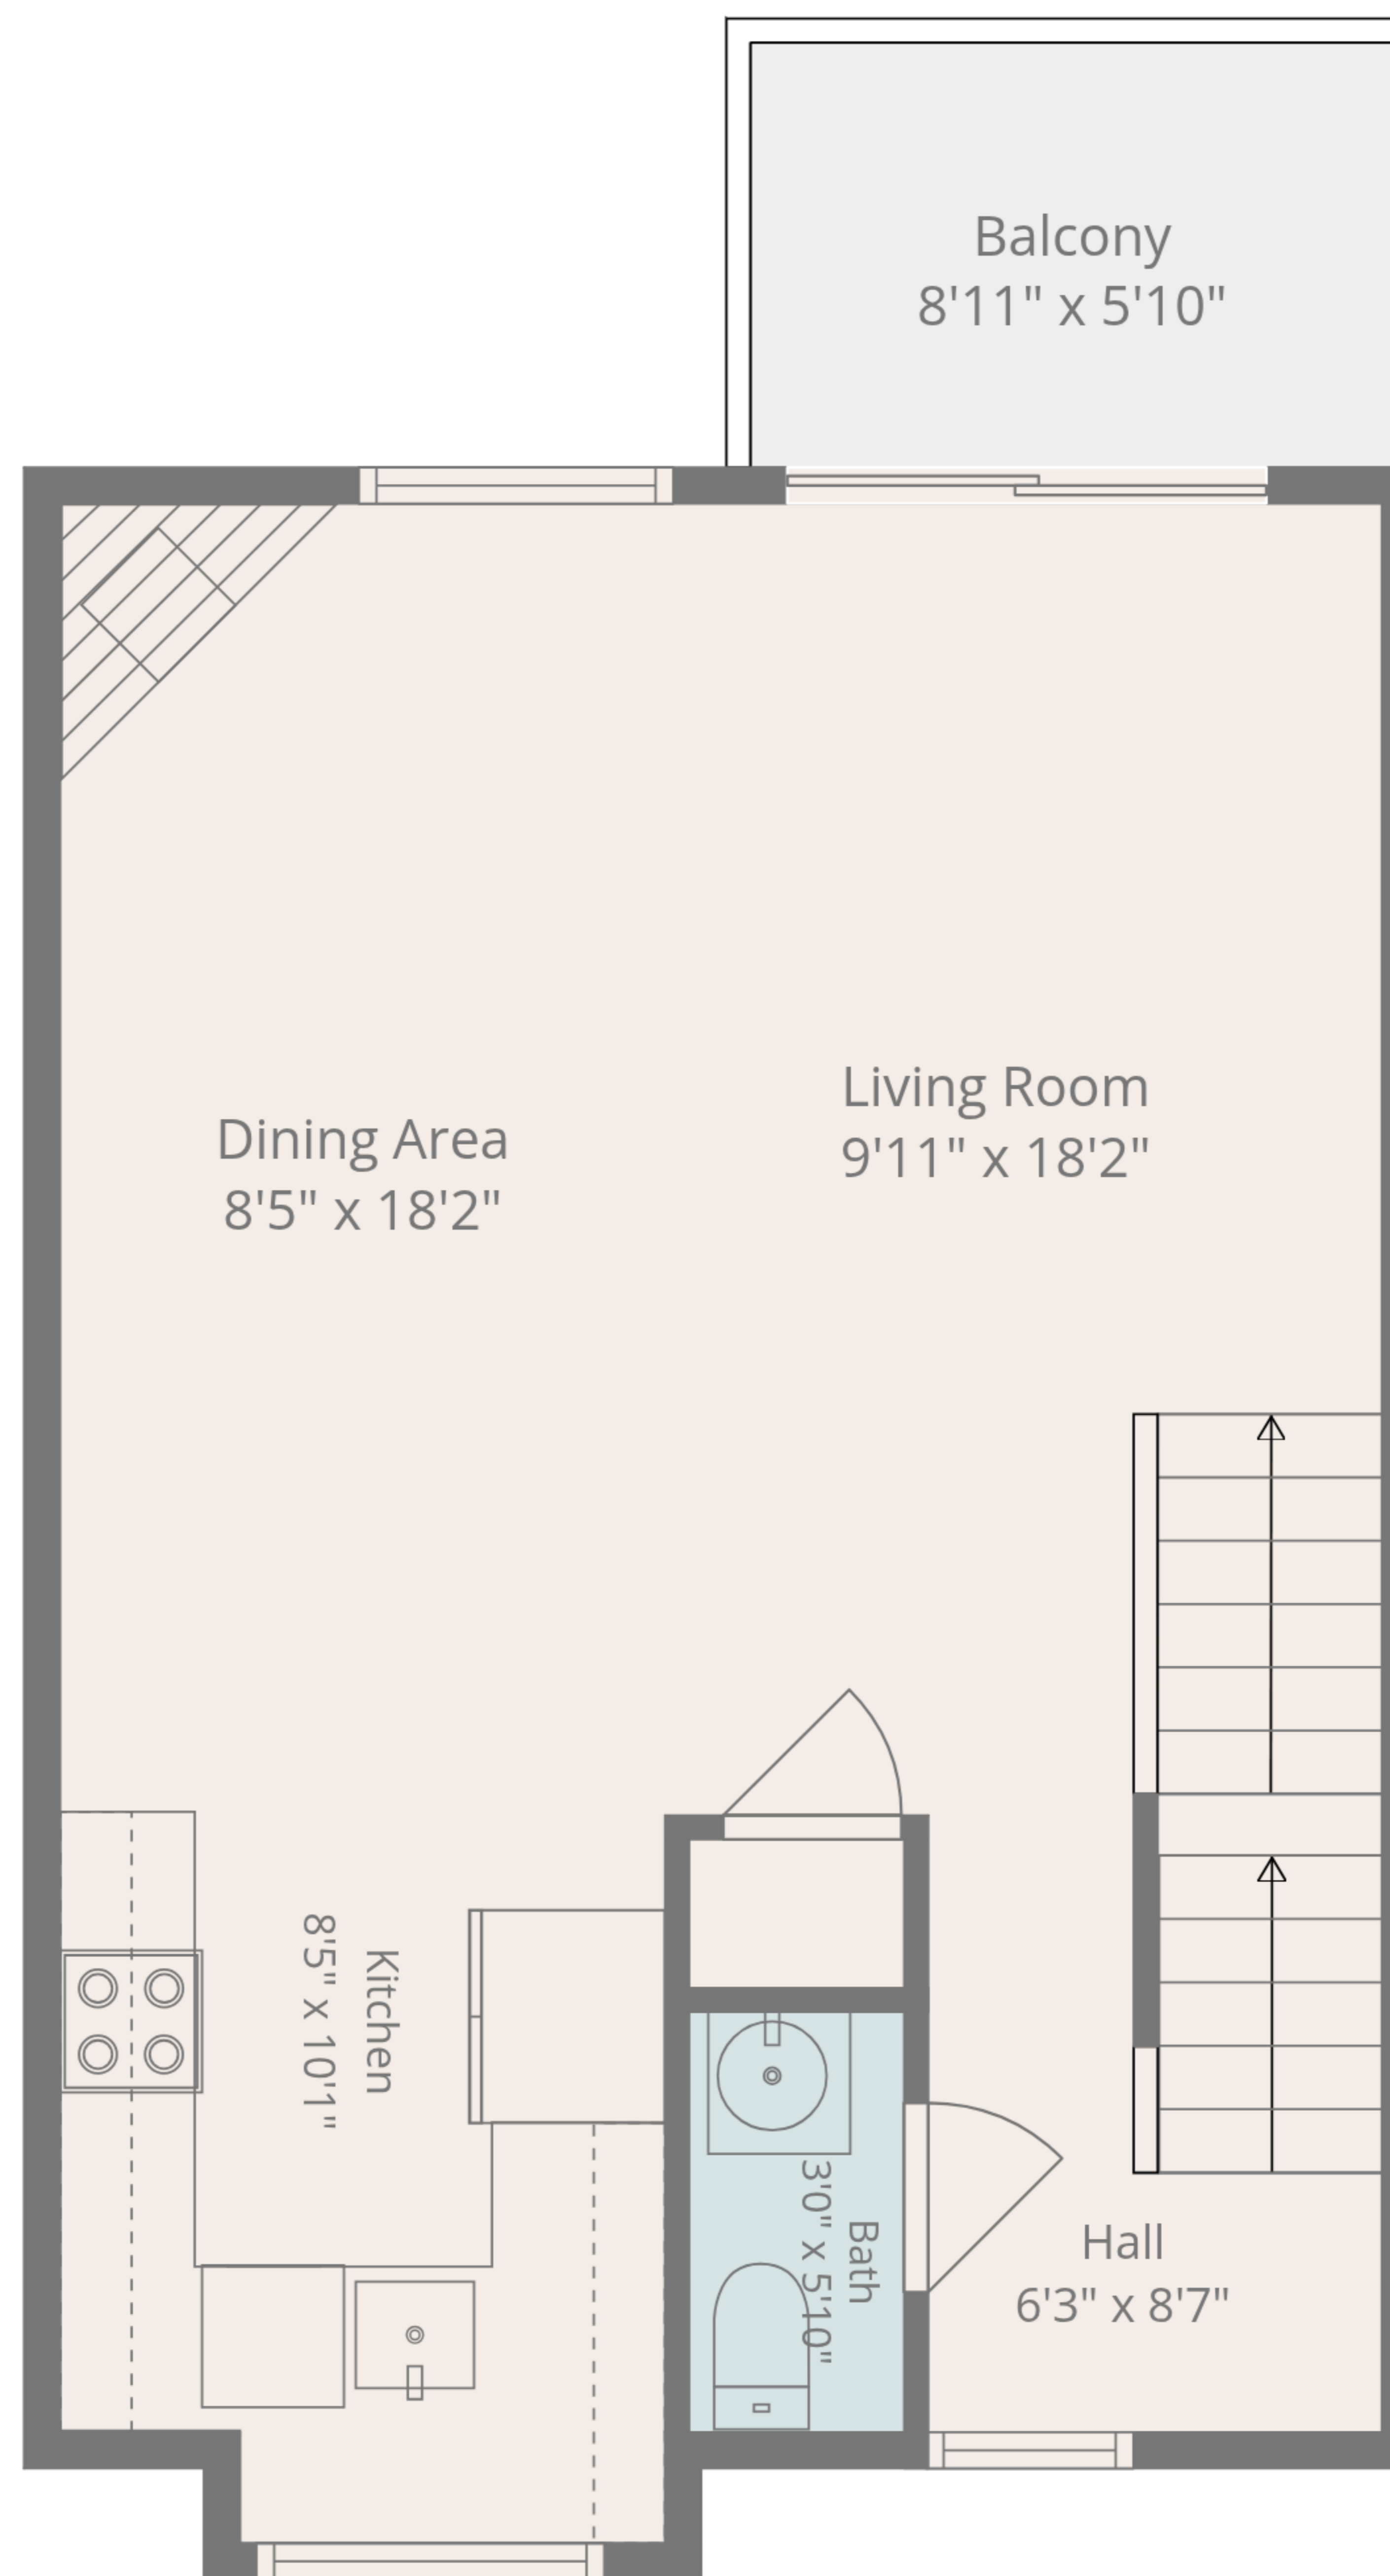 Balcony
8'11" x 5'10"
Living Room
9'11" x 18'2"
Dining Area
8'5" x 18'2"
Kitchen
8'5" x 10'1"
Bath
3'0" x 5'10"
Hall
6'3" x 8'7"